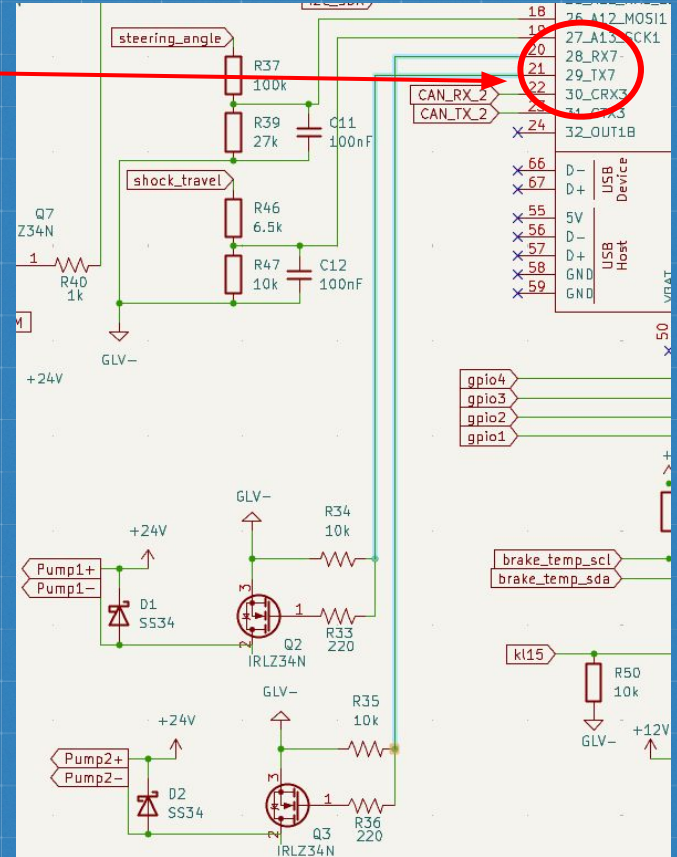 18
26_A12_MOSI1
steering_angle
19
27_A13_SCK1
20
28_RX7
R37
100k
21
29_TX7
22
30_CRX3
CAN_RX_2
CAN_TX_2
23
31_CTX3
24
32_OUT1B
R39
27k
C11
100nF
shock_travel
66
D-
67
D+
USB
Device
R46
6.5k
Q7
Z34N
55
5V
56
D-
57
D+
58
GND
59
GND
USB
Host
1
R40
1k
R47
10k
C12
100nF
M
VBAT
50
GLV-
+24V
gpio4
gpio3
gpio2
gpio1
GLV-
R34
10k
+24V
Pump1+
Pump1-
3
D1
SS34
1
R33
220
2
Q2
IRLZ34N
brake_temp_scl
brake_temp_sda
kl15
R50
10k
GLV-
+12V
GLV-
R35
10k
+24V
Pump2+
Pump2-
3
D2
SS34
1
R36
220
2
Q3
IRLZ34N